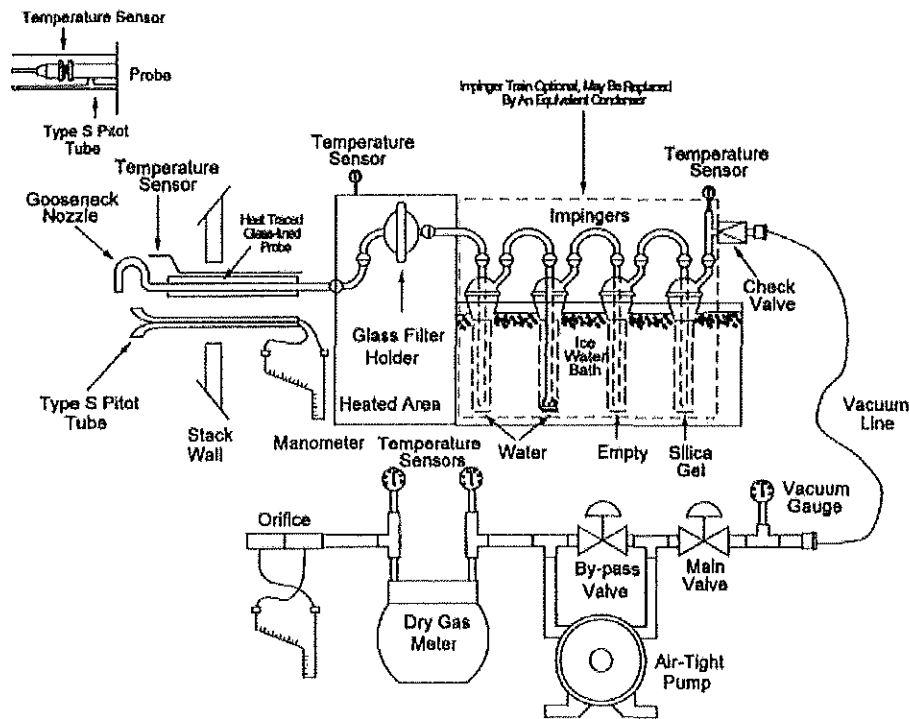 Temperature Sensor
Probe
Type S Pitot
Tube
Impinger Train Optional, May Be Replaced
By An Equivalent Condenser
Temperature
Sensor
Gooseneck
Nozzle
Heat Traced
Glass-lined
Probe
Temperature
Sensor
Temperature
Sensor
Impingers
Check
Valve
Glass Filter
Holder
Ice
Water
Bath
Type S Pitot
Tube
Stack
Wall
Manometer
Heated Area
Water
Empty
Silica
Gel
Vacuum
Line
Temperature
Sensors
Vacuum
Gauge
Orifice
By-pass
Valve
Main
Valve
Dry Gas
Meter
Air-Tight
Pump